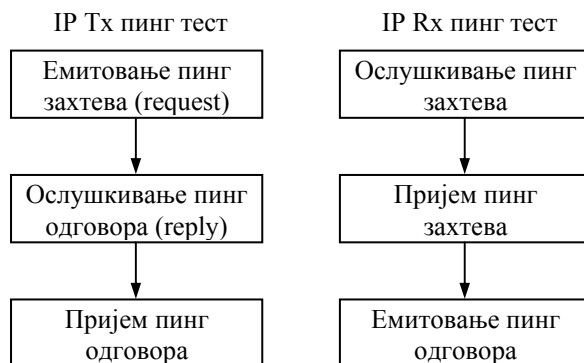 IP Tx пинг тест
Емитовање пинг
захтева (request)
Ослушкивање пинг
одговора (reply)
Пријем пинг
одговора
IP Rx пинг тест
Ослушкивање пинг
захтева
Пријем пинг
захтева
Емитовање пинг
одговора